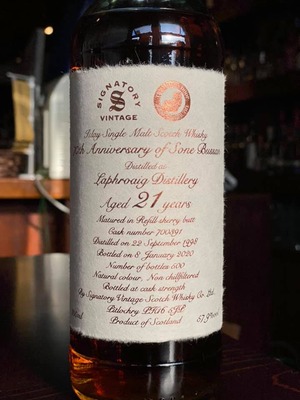 SIGNATORY
S
VINTAGE
Islay Single Malt Scotch Whisky
Anniversary of Sone
Distilled at
Laphroaig Distillery
Aged 21 years
Matured in Refill sherry butt
Cask number 700391
Distilled on 22 September 1998
Bottled on 8 January 2020
Number of bottles 600
Natural colour, Non chillfiltered
Bottled at cask strength
By Signatory Vintage Scotch Whisky Co. Ltd.
Pitlochry PH16 5JP
Product of Scotland